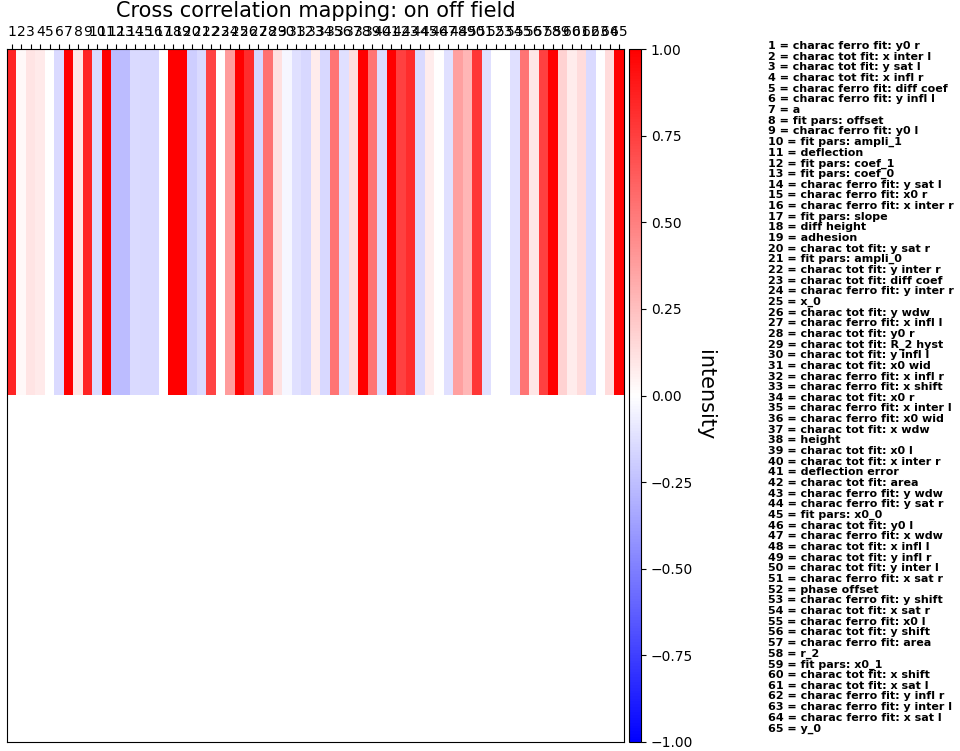 Cross correlation mapping: on off field
1.00
0.75
0.50
0.25
0.00
−0.25
−0.50
−0.75
−1.00
intensity
1 = charac ferro fit: y0 r
2 = charac tot fit: x inter l
3 = charac tot fit: y sat l
4 = charac tot fit: x infl r
5 = charac ferro fit: diff coef
6 = charac ferro fit: y infl l
7 = a
8 = fit pars: offset
9 = charac ferro fit: y0 l
10 = fit pars: ampli_1
11 = deflection
12 = fit pars: coef_1
13 = fit pars: coef_0
14 = charac ferro fit: y sat l
15 = charac ferro fit: x0 r
16 = charac ferro fit: x inter r
17 = fit pars: slope
18 = diff height
19 = adhesion
20 = charac tot fit: y sat r
21 = fit pars: ampli_0
22 = charac tot fit: y inter r
23 = charac tot fit: diff coef
24 = charac ferro fit: y inter r
25 = x_0
26 = charac tot fit: y wdw
27 = charac ferro fit: x infl l
28 = charac tot fit: y0 r
29 = charac tot fit: R_2 hyst
30 = charac tot fit: y infl l
31 = charac tot fit: x0 wid
32 = charac ferro fit: x infl r
33 = charac ferro fit: x shift
34 = charac tot fit: x0 r
35 = charac ferro fit: x inter l
36 = charac ferro fit: x0 wid
37 = charac tot fit: x wdw
38 = height
39 = charac tot fit: x0 l
40 = charac tot fit: x inter r
41 = deflection error
42 = charac tot fit: area
43 = charac ferro fit: y wdw
44 = charac ferro fit: y sat r
45 = fit pars: x0_0
46 = charac tot fit: y0 l
47 = charac ferro fit: x wdw
48 = charac tot fit: x infl l
49 = charac tot fit: y infl r
50 = charac tot fit: y inter l
51 = charac ferro fit: x sat r
52 = phase offset
53 = charac ferro fit: y shift
54 = charac tot fit: x sat r
55 = charac ferro fit: x0 l
56 = charac tot fit: y shift
57 = charac ferro fit: area
58 = r_2
59 = fit pars: x0_1
60 = charac tot fit: x shift
61 = charac tot fit: x sat l
62 = charac ferro fit: y infl r
63 = charac ferro fit: y inter l
64 = charac ferro fit: x sat l
65 = y_0